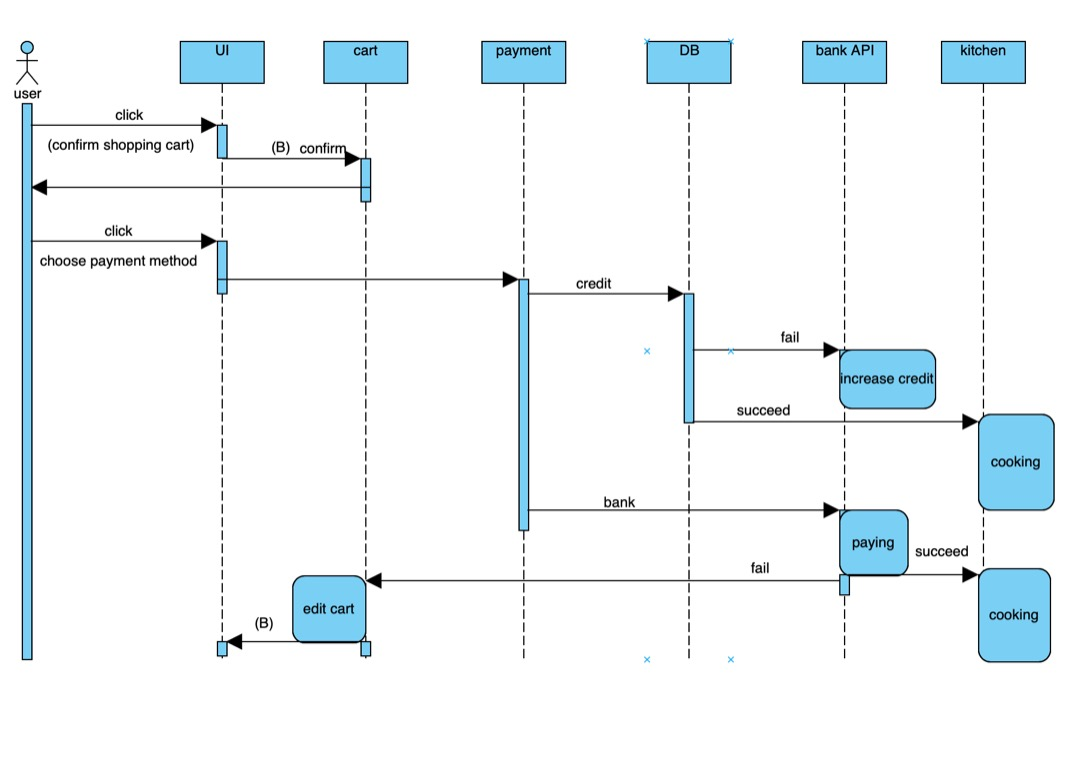 UI
cart
payment
DB
bank API
kitchen
user
click
(confirm shopping cart)
(B) confirm
click
choose payment method
credit
fail
increase credit
succeed
cooking
bank
paying
succeed
fail
edit cart
cooking
(B)